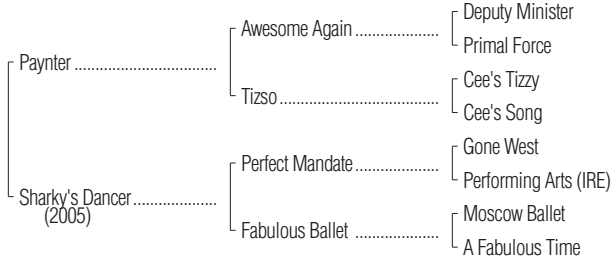 Deputy Minister
Awesome Again ....................
Primal Force
Paynter ..................................
Cee's Tizzy
Tizso ......................................
Cee's Song
Gone West
Perfect Mandate ....................
Performing Arts (IRE)
Sharky's Dancer ....................
(2005)
Moscow Ballet
Fabulous Ballet ....................
A Fabulous Time